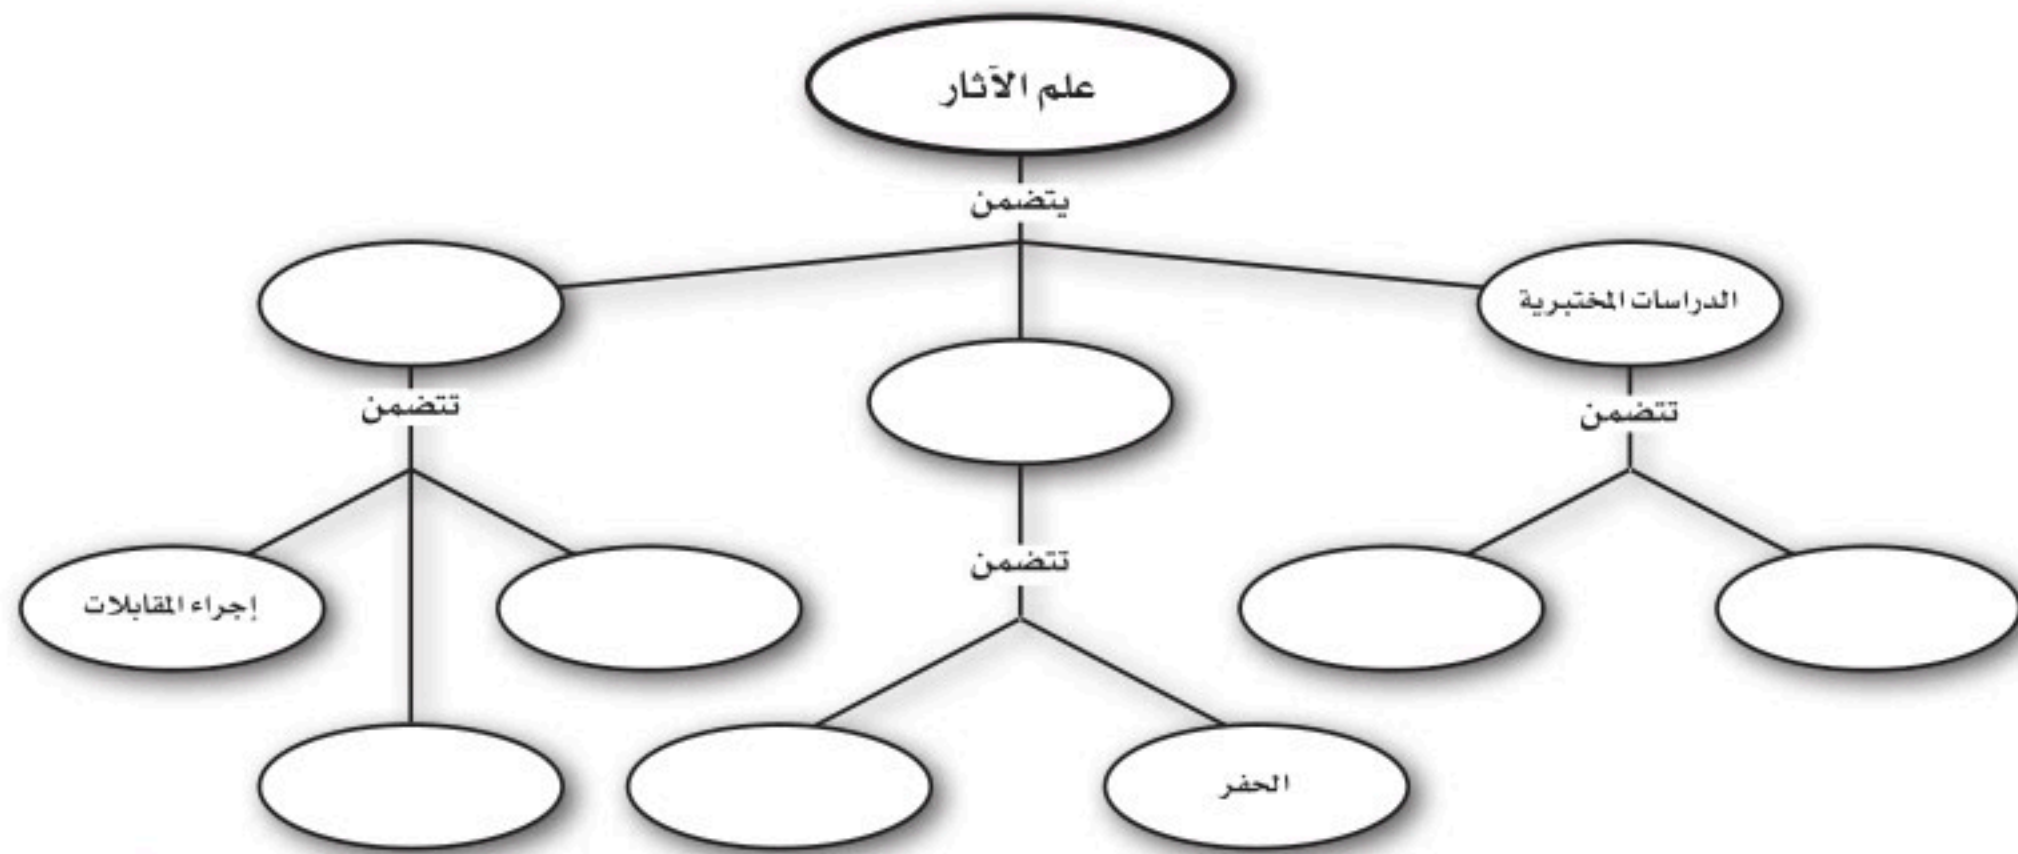 علم الآثار
يتضمن
الدراسات المختبرية
تتضمن
تتضمن
تتضمن
إجراء المقابلات
الحفر